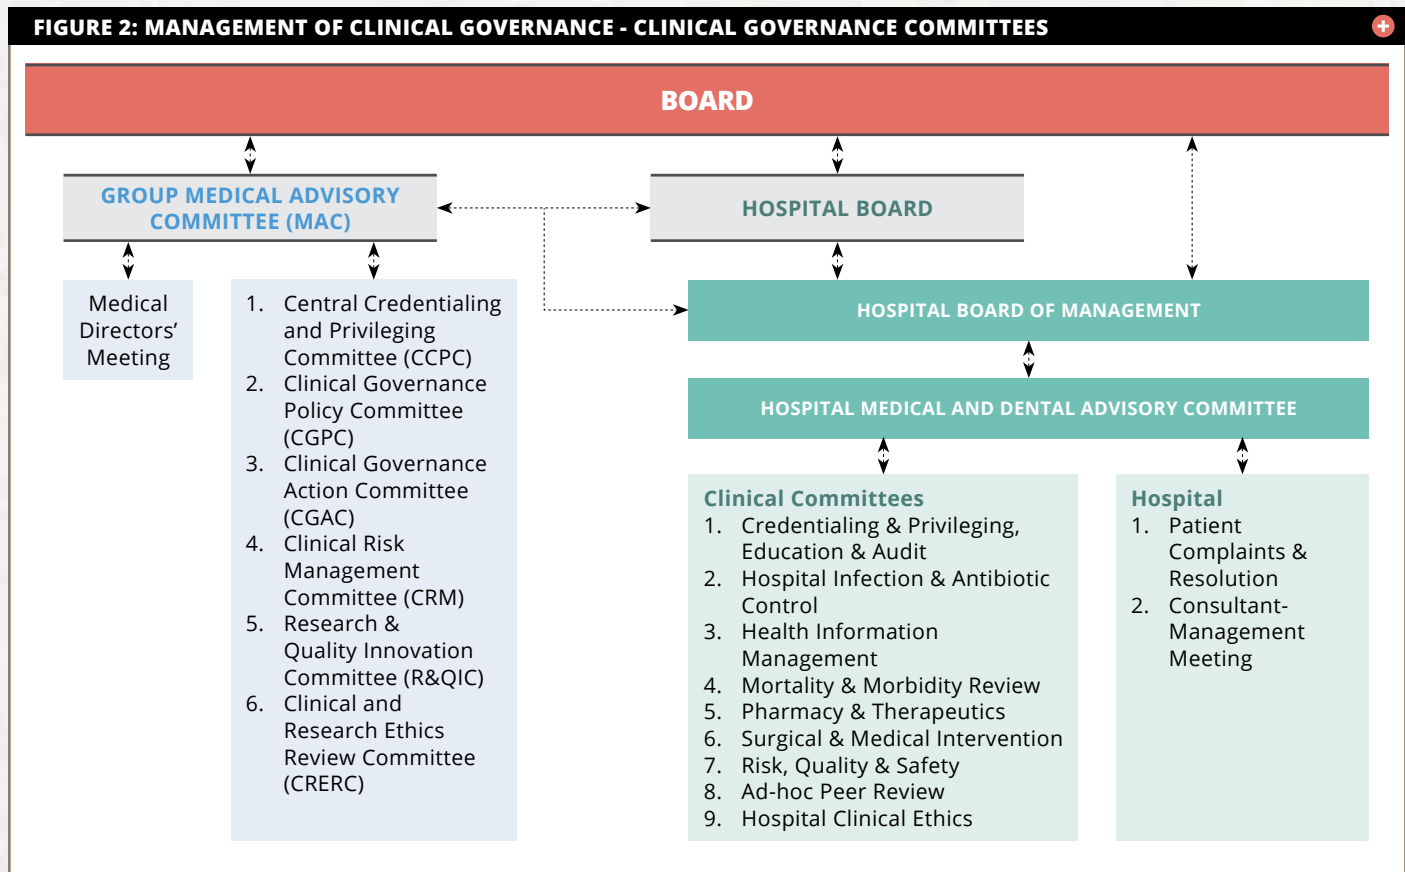 FIGURE 2: MANAGEMENT OF CLINICAL GOVERNANCE - CLINICAL GOVERNANCE COMMITTEES
BOARD
GROUP MEDICAL ADVISORY
COMMITTEE (MAC)
HOSPITAL BOARD
Medical
Directors’
Meeting
1. Central Credentialing
and Privileging
Committee (CCPC)
2. Clinical Governance
Policy Committee
(CGPC)
3. Clinical Governance
Action Committee
(CGAC)
4. Clinical Risk
Management
Committee (CRM)
5. Research &
Quality Innovation
Committee (R&QIC)
6. Clinical and
Research Ethics
Review Committee
(CRERC)
HOSPITAL BOARD OF MANAGEMENT
HOSPITAL MEDICAL AND DENTAL ADVISORY COMMITTEE
Clinical Committees
1. Credentialing & Privileging,
Education & Audit
2. Hospital Infection & Antibiotic
Control
3. Health Information
Management
4. Mortality & Morbidity Review
5. Pharmacy & Therapeutics
6. Surgical & Medical Intervention
7. Risk, Quality & Safety
8. Ad-hoc Peer Review
9. Hospital Clinical Ethics
Hospital
1. Patient
Complaints &
Resolution
2. Consultant-
Management
Meeting